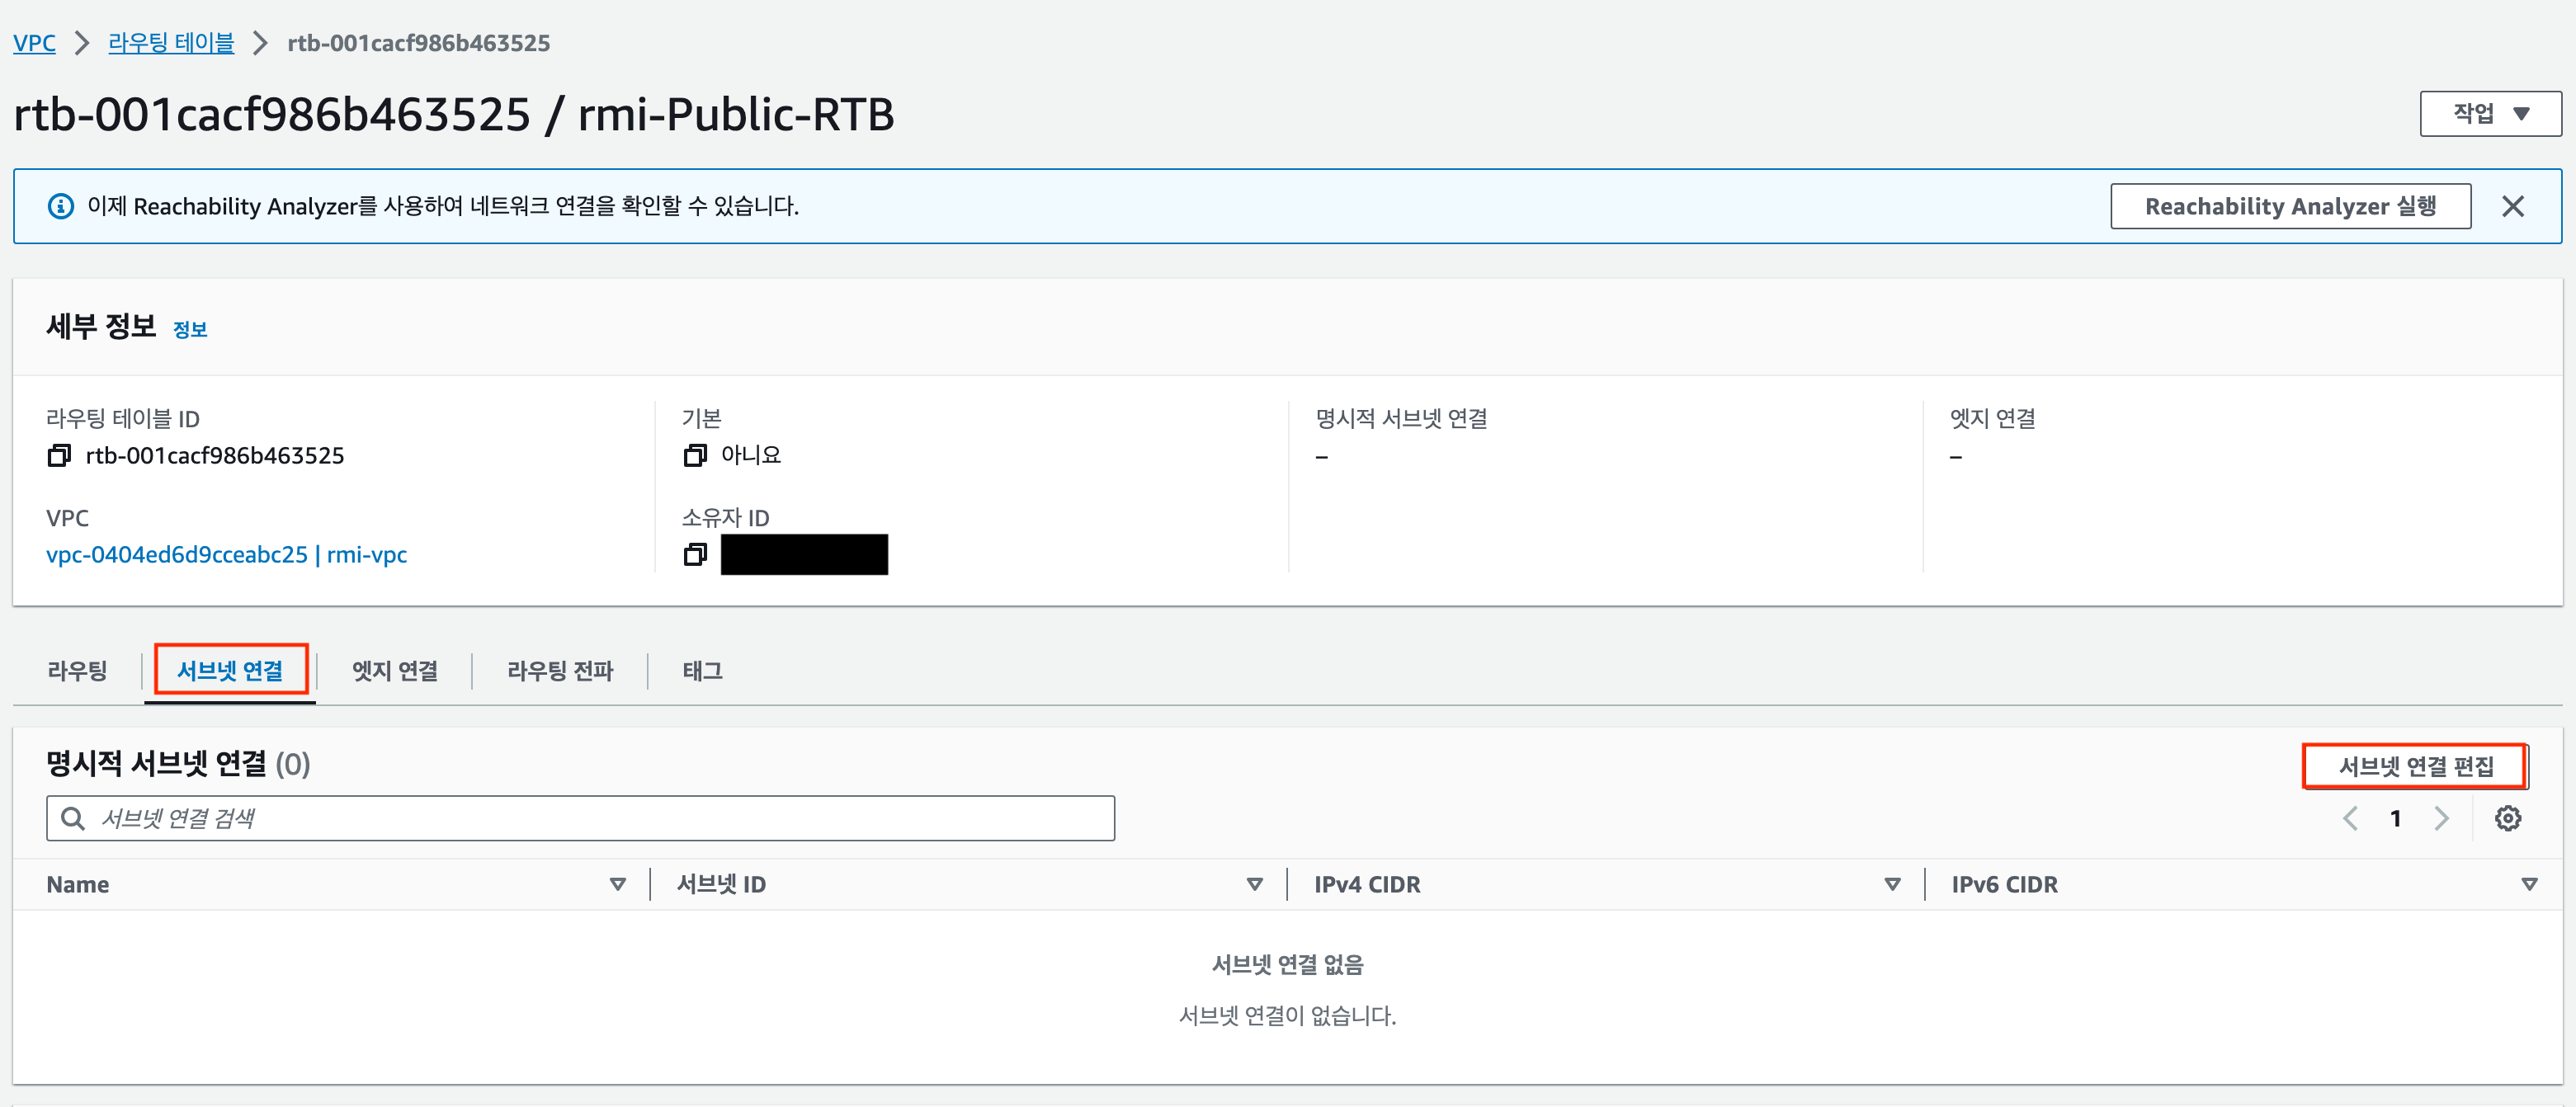 VPC > 라우팅 테이블 > rtb-001cacf986b463525
rtb-001cacf986b463525 / rmi-Public-RTB
작업
이제 Reachability Analyzer를 사용하여 네트워크 연결을 확인할 수 있습니다.
Reachability Analyzer 실행
세부 정보 정보
라우팅 테이블 ID
rtb-001cacf986b463525
기본
아니요
명시적 서브넷 연결
–
엣지 연결
–
VPC
vpc-0404ed6d9cceabc25 | rmi-vpc
소유자 ID
라우팅 서브넷 연결 엣지 연결 라우팅 전파 태그
명시적 서브넷 연결 (0)
서브넷 연결 편집
서브넷 연결 검색
1
Name 서브넷 ID IPv4 CIDR IPv6 CIDR
서브넷 연결 없음
서브넷 연결이 없습니다.